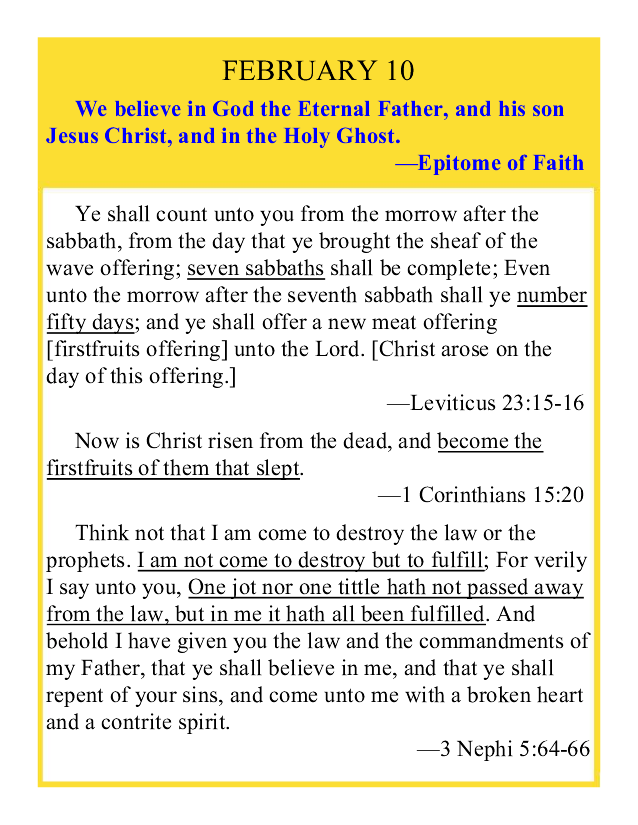 FEBRUARY 10
We believe in God the Eternal Father, and his son
Jesus Christ, and in the Holy Ghost.
—Epitome of Faith
Ye shall count unto you from the morrow after the
sabbath, from the day that ye brought the sheaf of the
wave offering; seven sabbaths shall be complete; Even
unto the morrow after the seventh sabbath shall ye number
fifty days; and ye shall offer a new meat offering
[firstfruits offering] unto the Lord. [Christ arose on the
day of this offering.]
—Leviticus 23:15-16
Now is Christ risen from the dead, and become the
firstfruits of them that slept.
—1 Corinthians 15:20
Think not that I am come to destroy the law or the
prophets. I am not come to destroy but to fulfill; For verily
I say unto you, One jot nor one tittle hath not passed away
from the law, but in me it hath all been fulfilled. And
behold I have given you the law and the commandments of
my Father, that ye shall believe in me, and that ye shall
repent of your sins, and come unto me with a broken heart
and a contrite spirit.
—3 Nephi 5:64-66